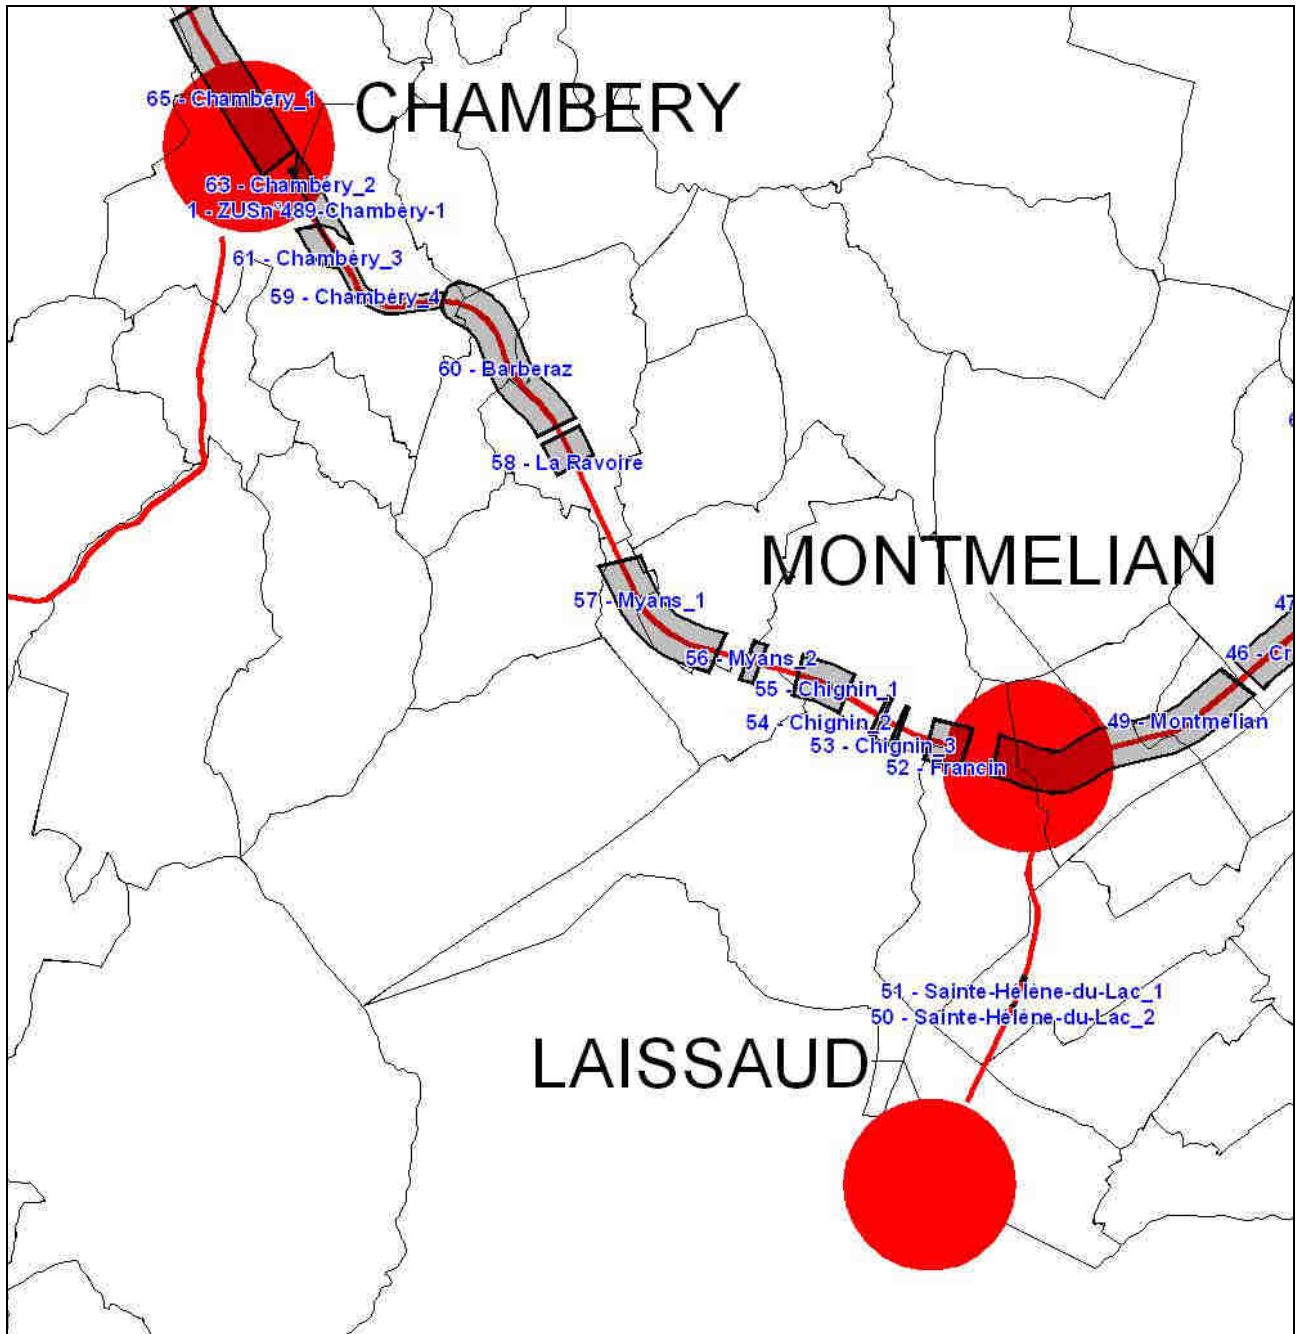 65 - Chambéry_1
CHAMBERY
63 - Chambéry_2
1 - ZUSn°489-Chambéry-1
61 - Chambéry_3
59 - Chambéry_4
60 - Barberaz
58 - La Ravoire
MONTMELIAN
57 - Myans_1
47
46 - Cr
56 - Myans_2
55 - Chignin_1
54 - Chignin_2
49 - Montmelian
53 - Chignin_3
52 - Francin
51 - Sainte-Hélène-du-Lac_1
50 - Sainte-Hélène-du-Lac_2
LAISSAUD